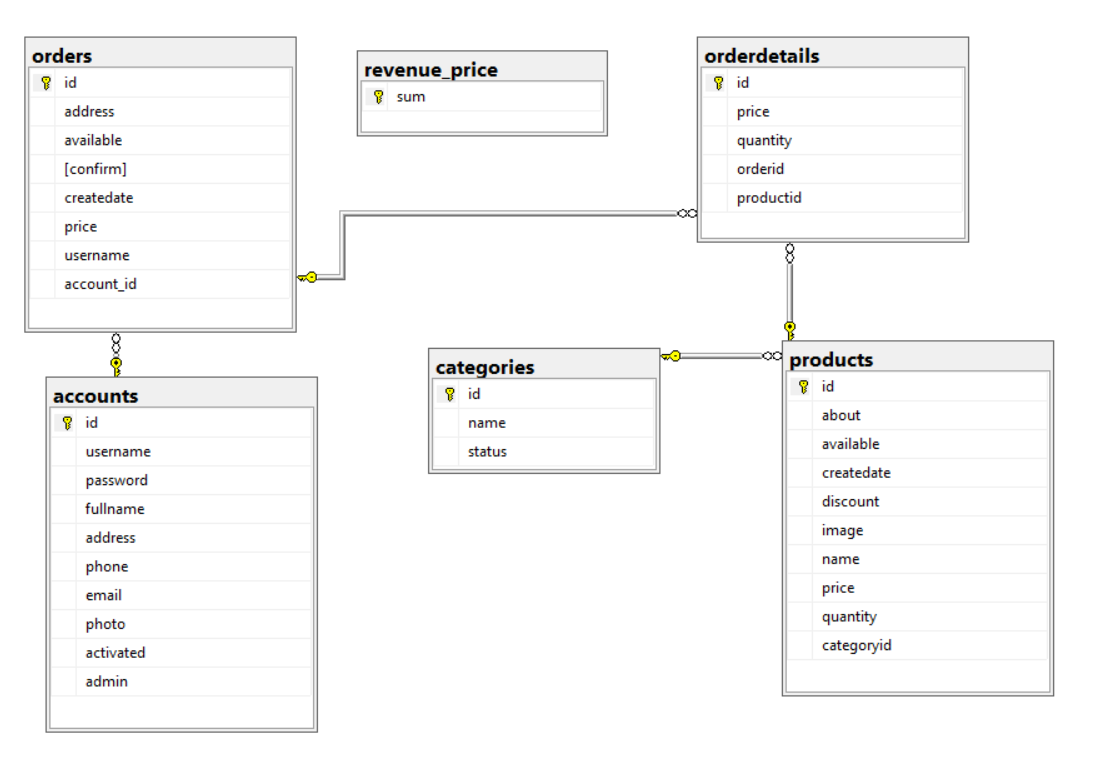 orders
id
address
available
[confirm]
createdate
price
username
account_id
revenue_price
sum
orderdetails
id
price
quantity
orderid
productid
accounts
id
username
password
fullname
address
phone
email
photo
activated
admin
categories
id
name
status
products
id
about
available
createdate
discount
image
name
price
quantity
categoryid